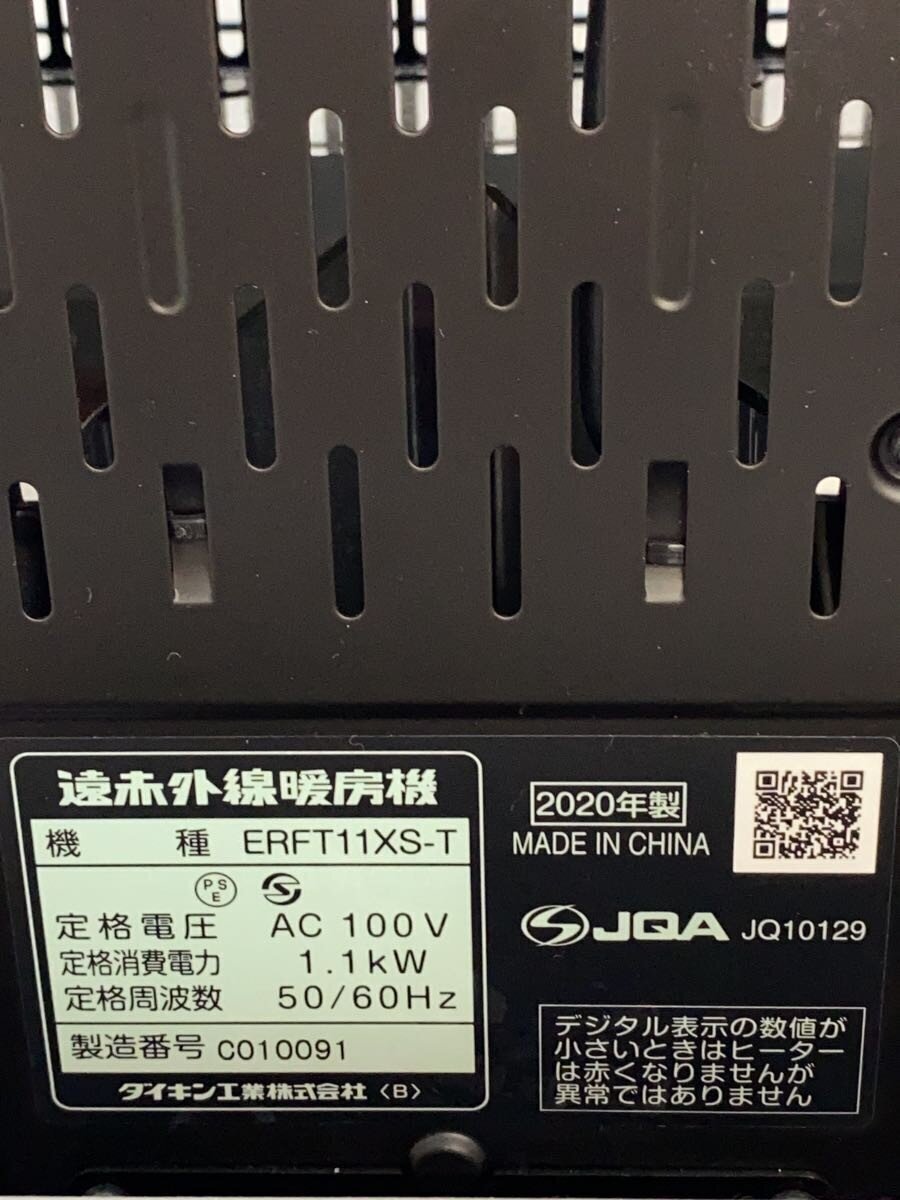 遠赤外線暖房機
機種 ERFT11XS-T
PSE
定格電圧 AC 100V
定格消費電力 1.1kW
定格周波数 50/60Hz
製造番号 C010091
ダイキン工業株式会社〈B〉
2020年製
MADE IN CHINA
JQA JQ10129
デジタル表示の数値が
小さいときはヒーター
は赤くなりませんが
異常ではありません